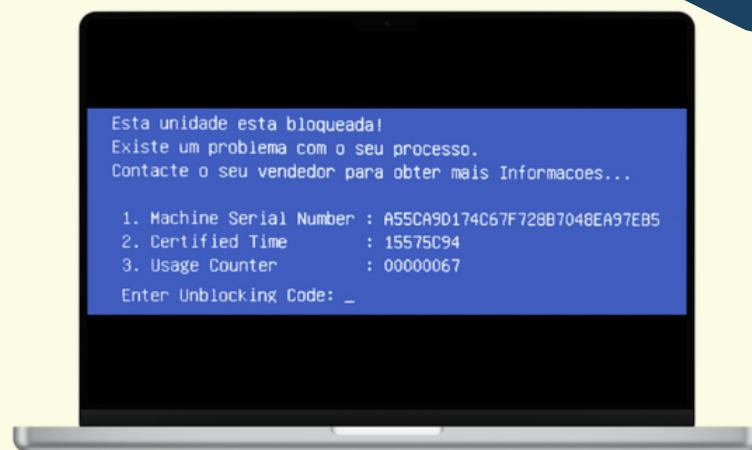 Esta unidade esta bloqueada!
Existe um problema com o seu processo.
Contacte o seu vendedor para obter mais Informacoes...
1. Machine Serial Number : A55CA9D174C67F728B7048EA97EB5
2. Certified Time : 15575C94
3. Usage Counter : 00000067
Enter Unblocking Code: _